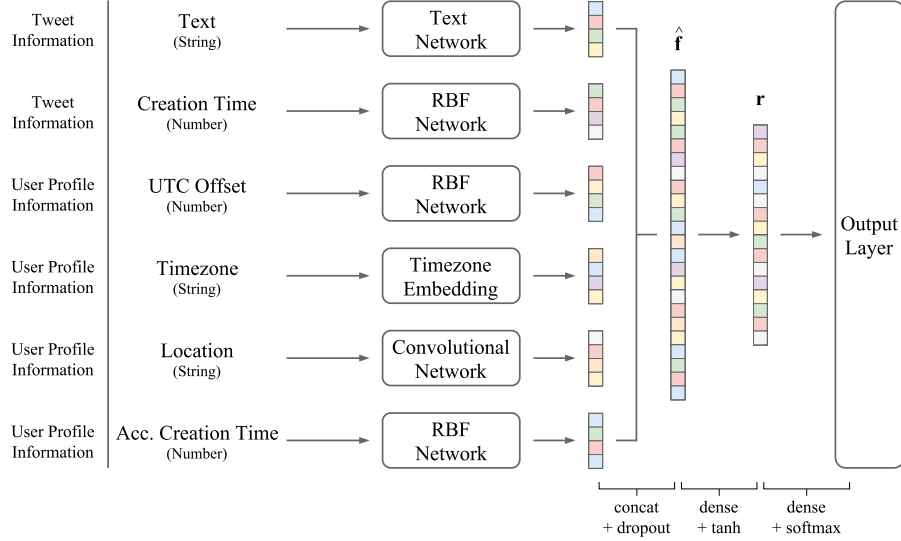 Tweet
Information
Text
(String)
Text
Network
Tweet
Information
Creation Time
(Number)
RBF
Network
User Profile
Information
UTC Offset
(Number)
RBF
Network
User Profile
Information
Timezone
(String)
Timezone
Embedding
User Profile
Information
Location
(String)
Convolutional
Network
User Profile
Information
Acc. Creation Time
(Number)
RBF
Network
f̂
r
Output
Layer
concat
+ dropout
dense
+ tanh
dense
+ softmax